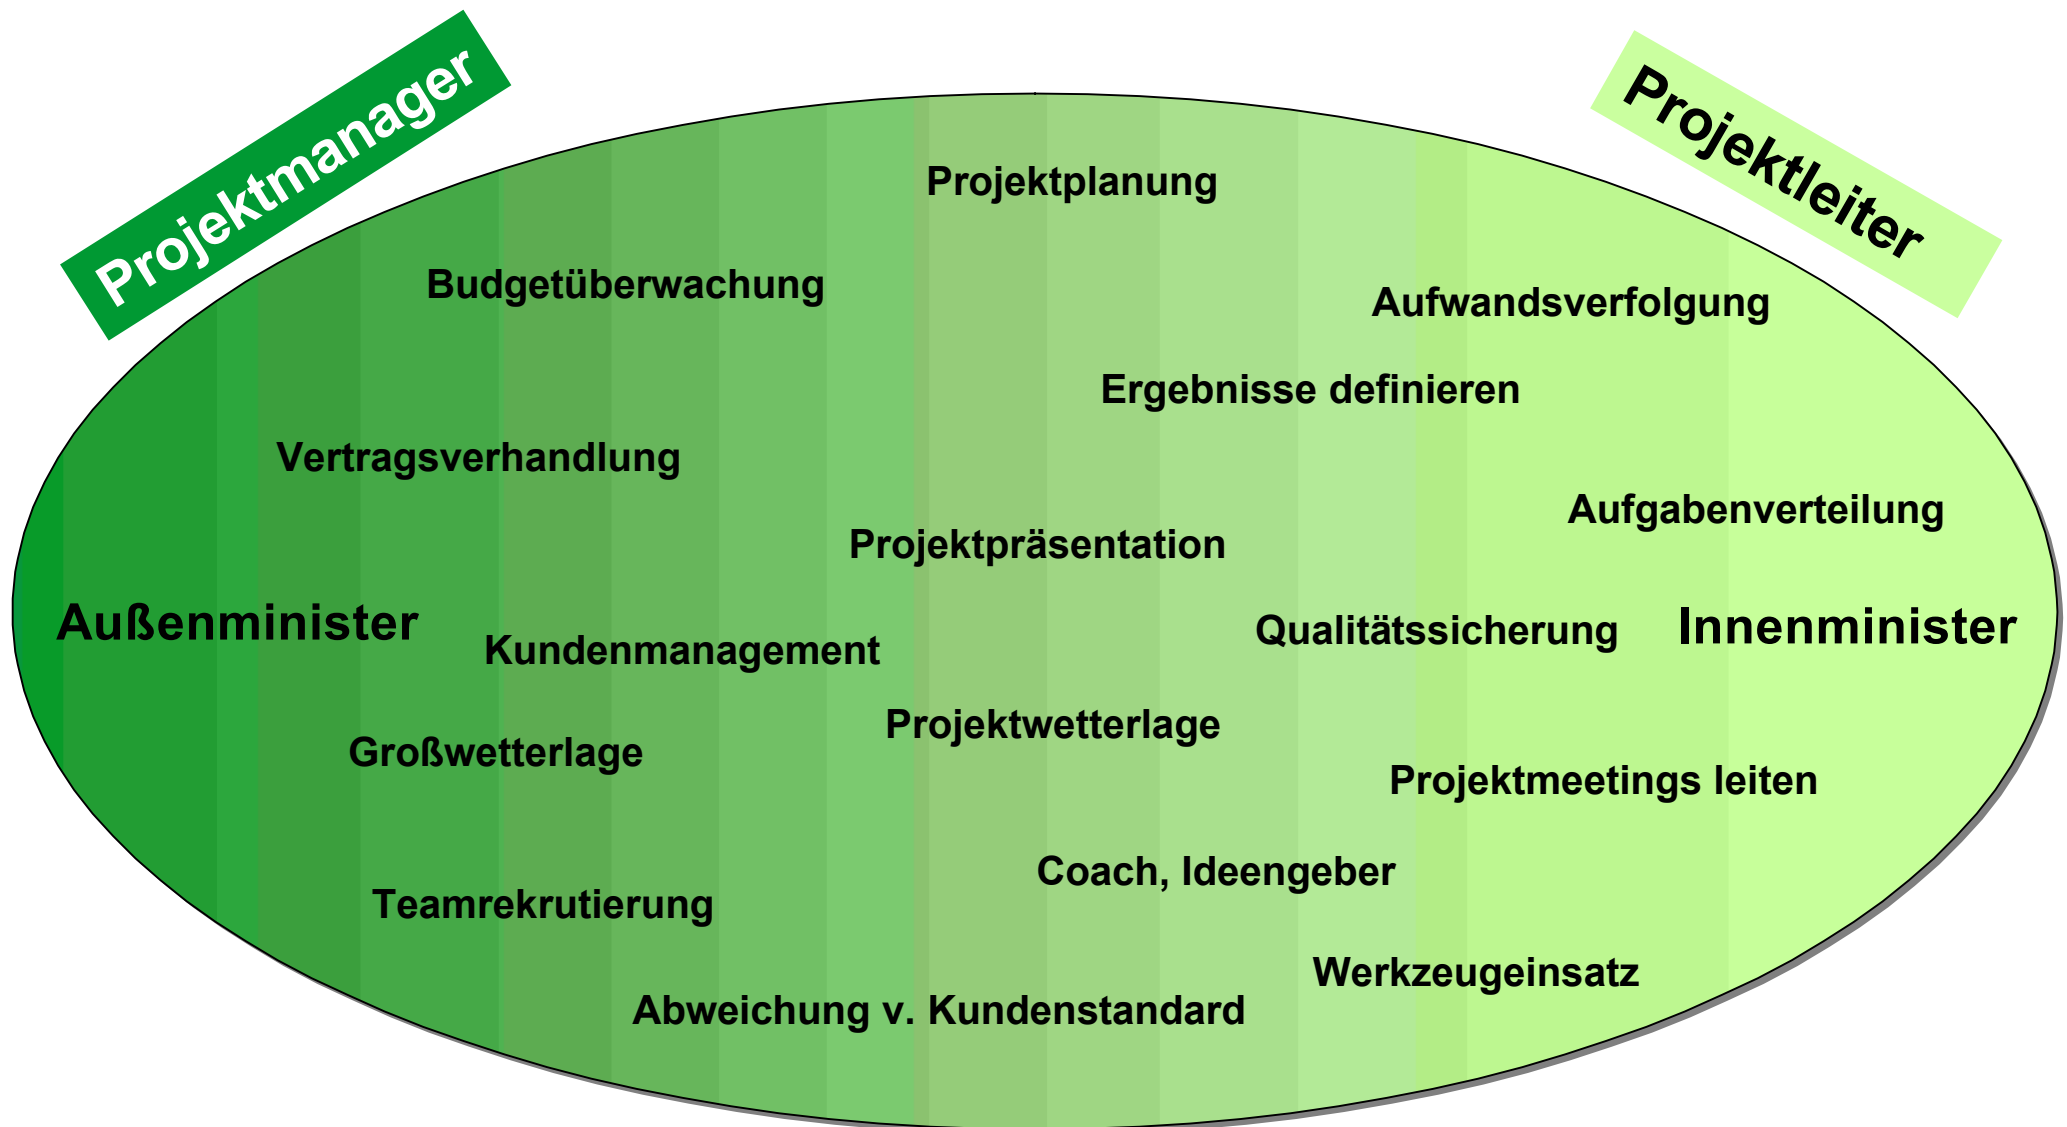 Projektmanager
Projektleiter
Projektplanung
Budgetüberwachung
Aufwandsverfolgung
Ergebnisse definieren
Vertragsverhandlung
Aufgabenverteilung
Projektpräsentation
Außenminister
Innenminister
Qualitätssicherung
Kundenmanagement
Projektwetterlage
Großwetterlage
Projektmeetings leiten
Coach, Ideengeber
Teamrekrutierung
Werkzeugeinsatz
Abweichung v. Kundenstandard